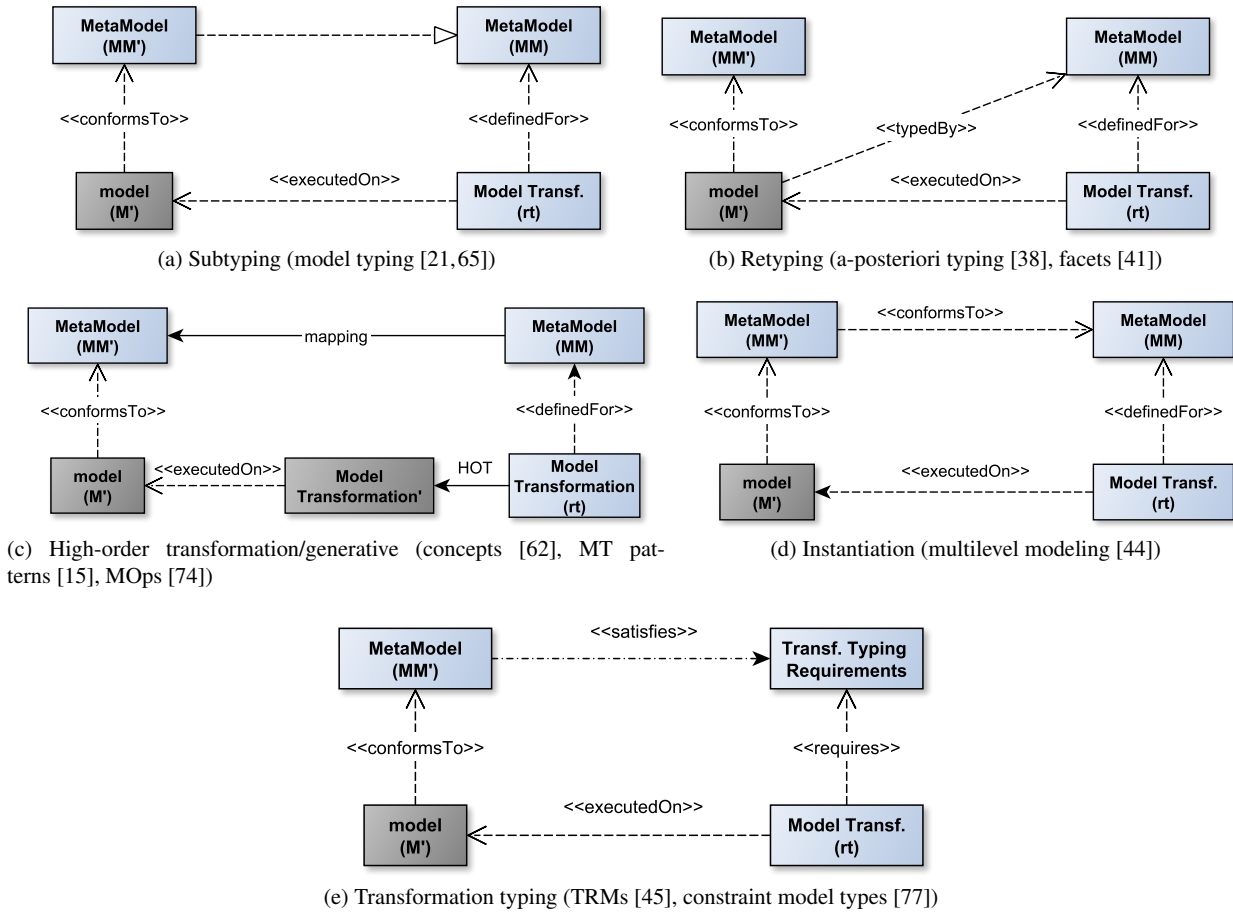 MetaModel
(MM')
MetaModel
(MM)
<<conformsTo>>
<<definedFor>>
<<executedOn>>
model
(M')
Model Transf.
(rt)
(a) Subtyping (model typing [21,65])
MetaModel
(MM')
MetaModel
(MM)
<<conformsTo>>
<<typedBy>>
<<definedFor>>
<<executedOn>>
model
(M')
Model Transf.
(rt)
(b) Retyping (a-posteriori typing [38], facets [41])
MetaModel
(MM')
mapping
MetaModel
(MM)
<<conformsTo>>
<<definedFor>>
model
(M')
<<executedOn>>
Model
Transformation'
HOT
Model
Transformation
(rt)
(c) High-order transformation/generative (concepts [62], MT pat-
terns [15], MOps [74])
MetaModel
(MM')
<<conformsTo>>
MetaModel
(MM)
<<conformsTo>>
<<definedFor>>
<<executedOn>>
model
(M')
Model Transf.
(rt)
(d) Instantiation (multilevel modeling [44])
MetaModel
(MM')
<<satisfies>>
Transf. Typing
Requirements
<<conformsTo>>
<<requires>>
<<executedOn>>
model
(M')
Model Transf.
(rt)
(e) Transformation typing (TRMs [45], constraint model types [77])